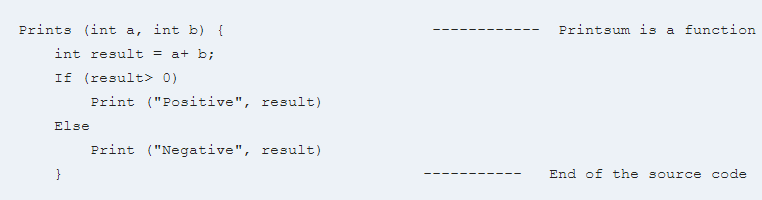 Prints (int a, int b) { ------------ Printsum is a function
int result = a+ b;
If (result> 0)
Print ("Positive", result)
Else
Print ("Negative", result)
} ----------- End of the source code